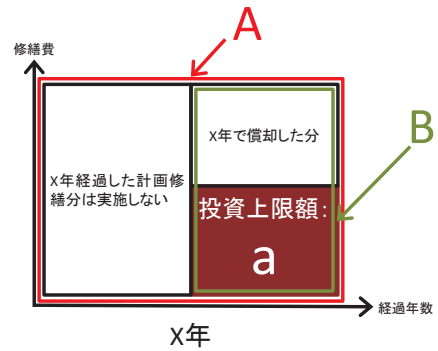 A
修繕費
X年で償却した分
B
X年経過した計画修
繕分は実施しない
投資上限額：
a
経過年数
X年